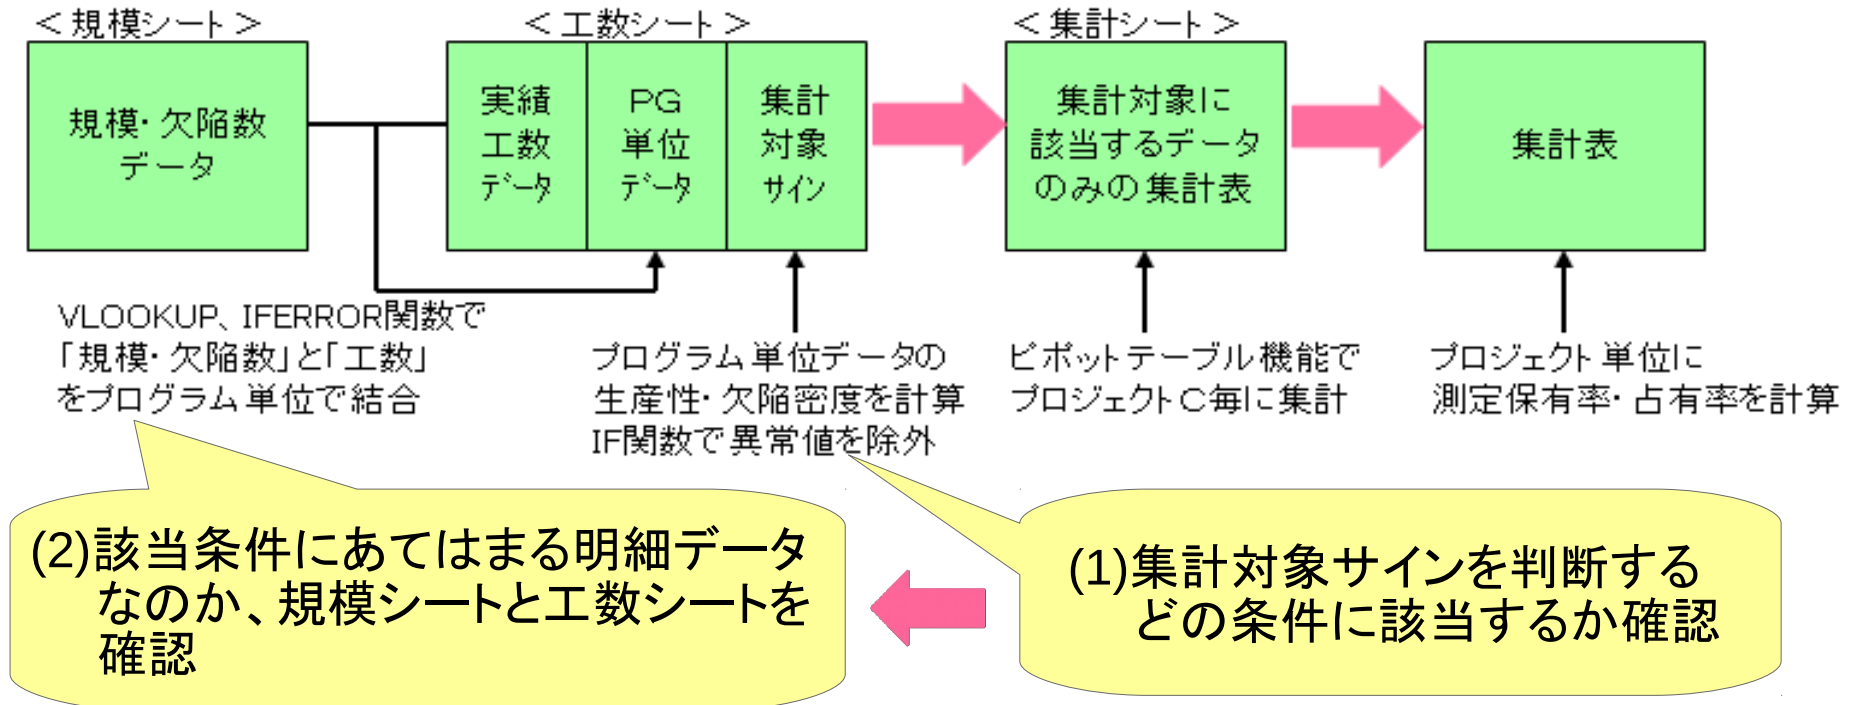 ＜規模シート＞
＜工数シート＞
＜集計シート＞
規模・欠陥数
データ
実績
工数
データ
PG
単位
データ
集計
対象
サイン
集計対象に
該当するデータ
のみの集計表
集計表
VLOOKUP、IFERROR関数で
「規模・欠陥数」と「工数」
をプログラム単位で結合
プログラム単位データの
生産性・欠陥密度を計算
IF関数で異常値を除外
ピボットテーブル機能で
プロジェクトC毎に集計
プロジェクト単位に
測定保有率・占有率を計算
(2)該当条件にあてはまる明細データ
なのか、規模シートと工数シートを
確認
(1)集計対象サインを判断する
どの条件に該当するか確認